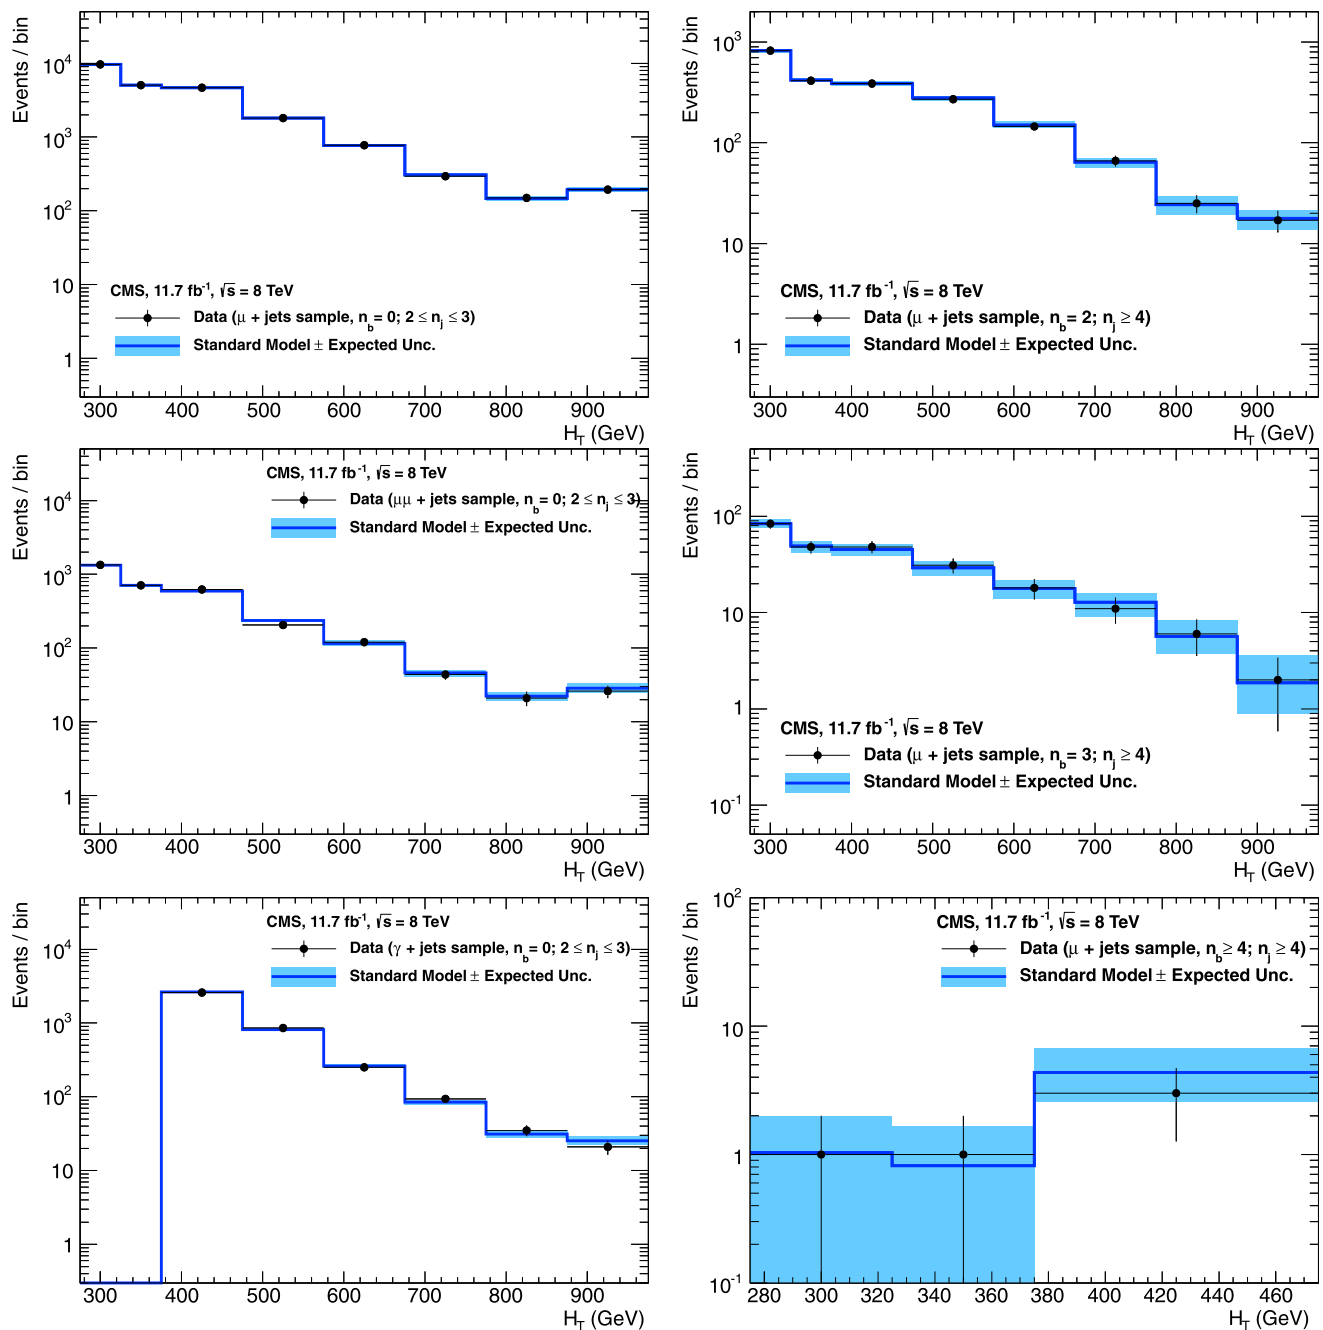 Events / bin
10⁴
10³
10²
10
1
CMS, 11.7 fb⁻¹, √s = 8 TeV
Data (μ + jets sample, n_b = 0; 2 ≤ n_j ≤ 3)
Standard Model ± Expected Unc.
300 400 500 600 700 800 900
H_T (GeV)
Events / bin
10³
10²
10
1
CMS, 11.7 fb⁻¹, √s = 8 TeV
Data (μ + jets sample, n_b = 2; n_j ≥ 4)
Standard Model ± Expected Unc.
300 400 500 600 700 800 900
H_T (GeV)
Events / bin
CMS, 11.7 fb⁻¹, √s = 8 TeV
Data (μμ + jets sample, n_b = 0; 2 ≤ n_j ≤ 3)
Standard Model ± Expected Unc.
10⁴
10³
10²
10
1
300 400 500 600 700 800 900
H_T (GeV)
Events / bin
10²
10
1
10⁻¹
CMS, 11.7 fb⁻¹, √s = 8 TeV
Data (μ + jets sample, n_b = 3; n_j ≥ 4)
Standard Model ± Expected Unc.
300 400 500 600 700 800 900
H_T (GeV)
Events / bin
CMS, 11.7 fb⁻¹, √s = 8 TeV
Data (γ + jets sample, n_b = 0; 2 ≤ n_j ≤ 3)
Standard Model ± Expected Unc.
10⁴
10³
10²
10
1
300 400 500 600 700 800 900
H_T (GeV)
Events / bin
10²
10
1
10⁻¹
CMS, 11.7 fb⁻¹, √s = 8 TeV
Data (μ + jets sample, n_b ≥ 4; n_j ≥ 4)
Standard Model ± Expected Unc.
280 300 320 340 360 380 400 420 440 460
H_T (GeV)